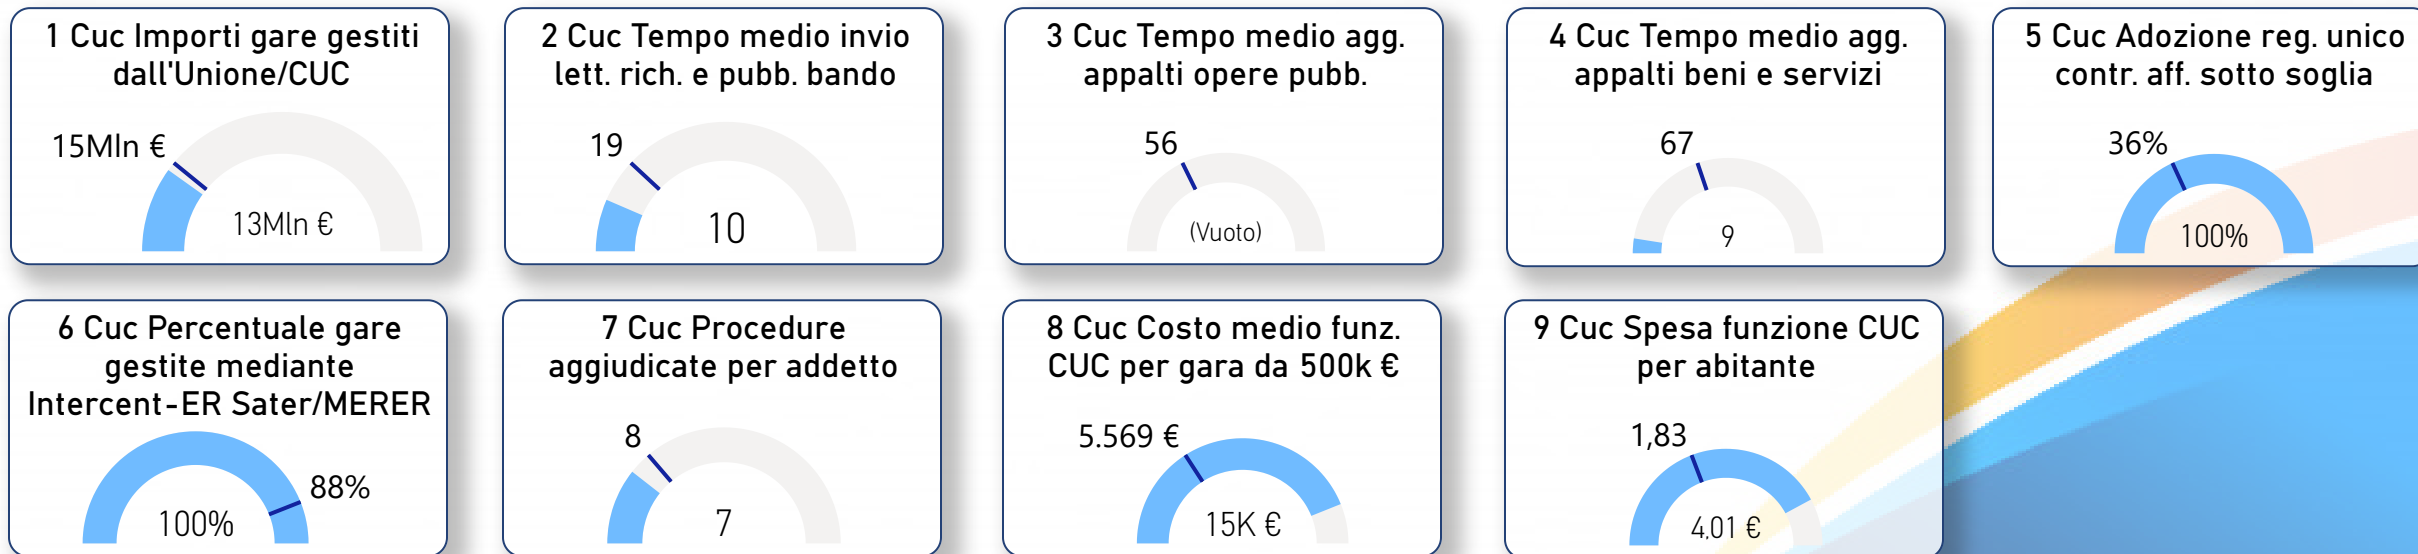 1 Cuc Importi gare gestiti
dall'Unione/CUC
15Mln €
13Mln €
2 Cuc Tempo medio invio
lett. rich. e pubb. bando
19
10
3 Cuc Tempo medio agg.
appalti opere pubb.
56
(Vuoto)
4 Cuc Tempo medio agg.
appalti beni e servizi
67
9
5 Cuc Adozione reg. unico
contr. aff. sotto soglia
36%
100%
6 Cuc Percentuale gare
gestite mediante
Intercent-ER Sater/MERER
88%
100%
7 Cuc Procedure
aggiudicate per addetto
8
7
8 Cuc Costo medio funz.
CUC per gara da 500k €
5.569 €
15K €
9 Cuc Spesa funzione CUC
per abitante
1,83
4,01 €